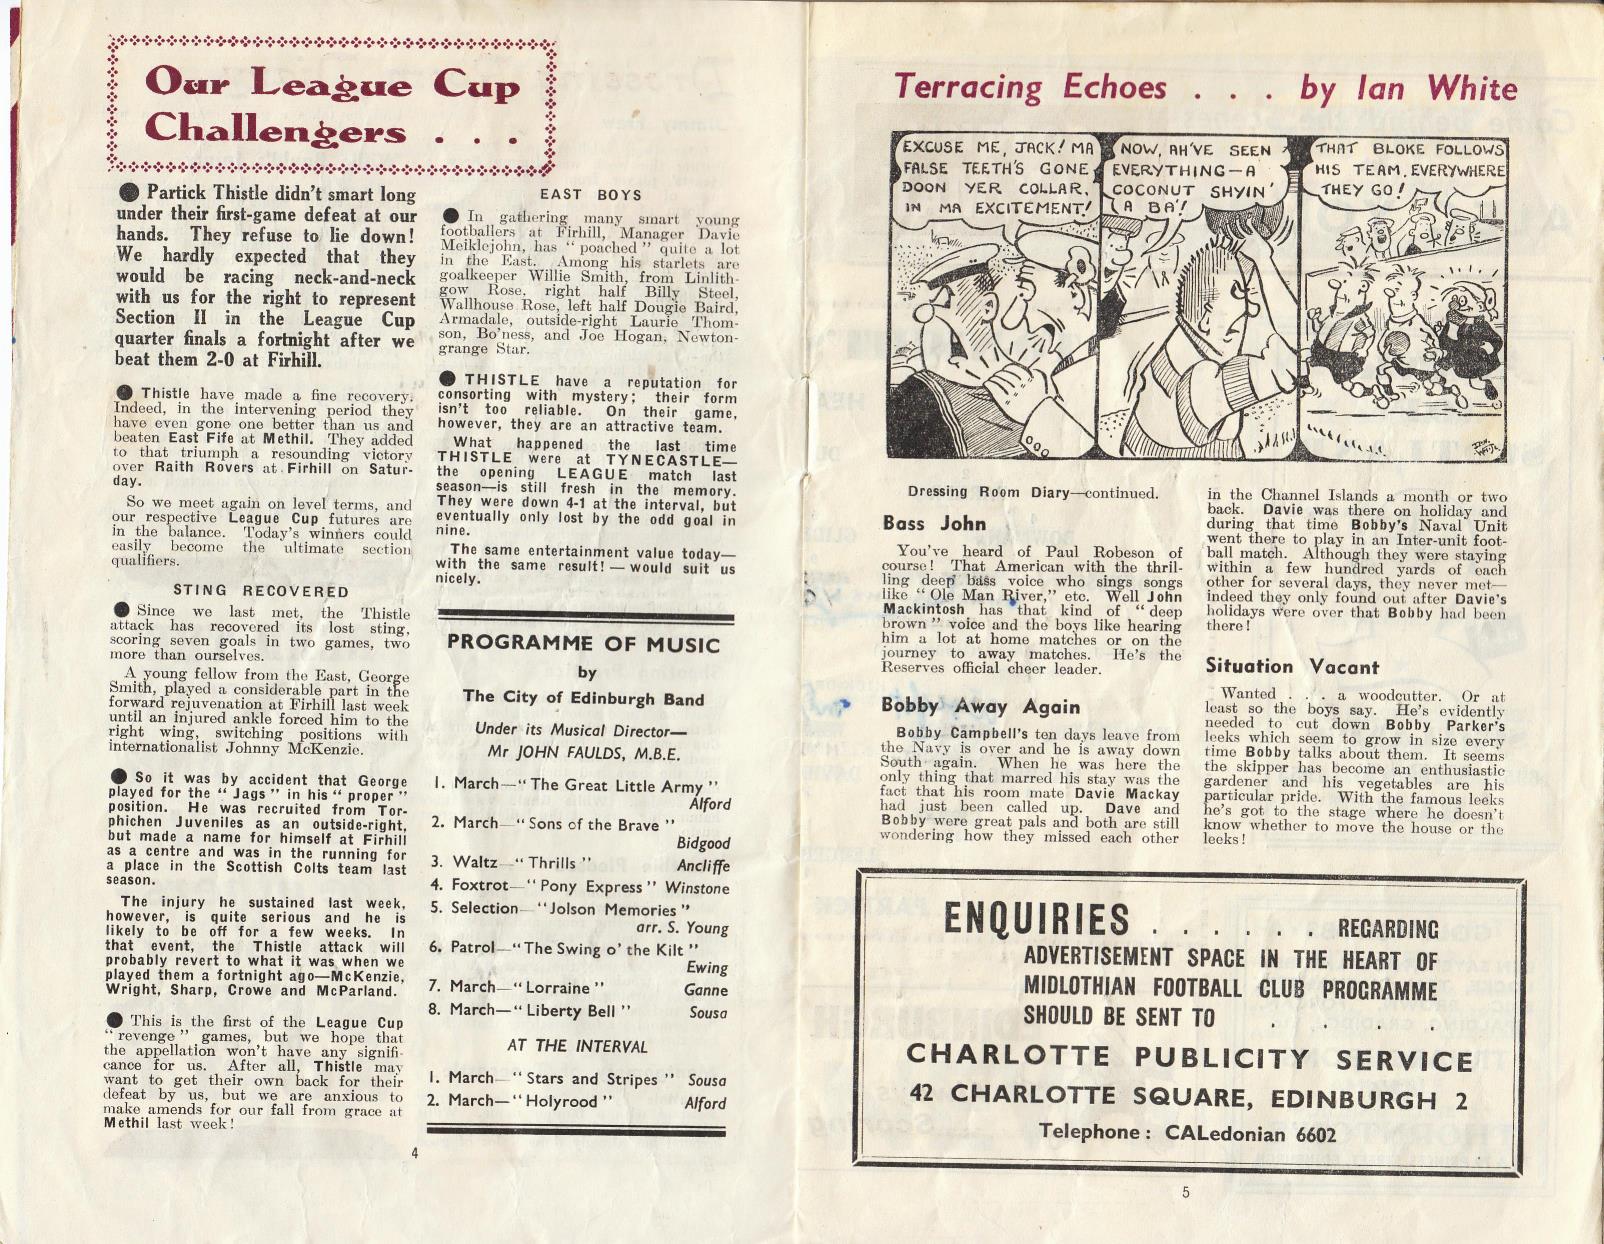 Our League Cup
Challengers . . .
● Partick Thistle didn't smart long
under their first-game defeat at our
hands. They refuse to lie down!
We hardly expected that they
would be racing neck-and-neck
with us for the right to represent
Section II in the League Cup
quarter finals a fortnight after we
beat them 2-0 at Firhill.
● Thistle have made a fine recovery.
Indeed, in the intervening period they
have even gone one better than us and
beaten East Fife at Methil. They added
to that triumph a resounding victory
over Raith Rovers at Firhill on Satur-
day.
So we meet again on level terms, and
our respective League Cup futures are
in the balance. Today's winners could
easily become the ultimate section
qualifiers.
STING RECOVERED
● Since we last met, the Thistle
attack has recovered its lost sting,
scoring seven goals in two games, two
more than ourselves.
A young fellow from the East, George
Smith, played a considerable part in the
forward rejuvenation at Firhill last week
until an injured ankle forced him to the
right wing, switching positions with
internationalist Johnny McKenzie.
● So it was by accident that George
played for the " Jags " in his " proper "
position. He was recruited from Tor-
phichen Juveniles as an outside-right,
but made a name for himself at Firhill
as a centre and was in the running for
a place in the Scottish Colts team last
season.
The injury he sustained last week,
however, is quite serious and he is
likely to be off for a few weeks. In
that event, the Thistle attack will
probably revert to what it was when we
played them a fortnight ago—McKenzie,
Wright, Sharp, Crowe and McParland.
● This is the first of the League Cup
" revenge " games, but we hope that
the appellation won't have any signifi-
cance for us. After all, Thistle may
want to get their own back for their
defeat by us, but we are anxious to
make amends for our fall from grace at
Methil last week!
EAST BOYS
● In gathering many smart young
footballers at Firhill, Manager Davie
Meiklejohn, has " poached " quite a lot
in the East. Among his starlets are
goalkeeper Willie Smith, from Linlith-
gow Rose, right half Billy Steel,
Wallhouse Rose, left half Dougie Baird,
Armadale, outside-right Laurie Thom-
son, Bo'ness, and Joe Hogan, Newton-
grange Star.
● THISTLE have a reputation for
consorting with mystery; their form
isn't too reliable. On their game,
however, they are an attractive team.
What happened the last time
THISTLE were at TYNECASTLE—
the opening LEAGUE match last
season—is still fresh in the memory.
They were down 4-1 at the interval, but
eventually only lost by the odd goal in
nine.
The same entertainment value today—
with the same result! — would suit us
nicely.
PROGRAMME OF MUSIC
by
The City of Edinburgh Band
Under its Musical Director—
Mr JOHN FAULDS, M.B.E.
1. March—" The Great Little Army "
Alford
2. March—" Sons of the Brave "
Bidgood
3. Waltz—" Thrills " Ancliffe
4. Foxtrot—" Pony Express " Winstone
5. Selection—" Jolson Memories "
arr. S. Young
6. Patrol—" The Swing o' the Kilt "
Ewing
7. March—" Lorraine " Ganne
8. March—" Liberty Bell " Sousa
AT THE INTERVAL
1. March—" Stars and Stripes " Sousa
2. March—" Holyrood " Alford
4
Terracing Echoes . . . by Ian White
EXCUSE ME, JACK! MA
FALSE TEETH'S GONE
DOON YER COLLAR,
IN MA EXCITEMENT!
NOW, AH'VE SEEN
EVERYTHING—A
COCONUT SHYIN'
A BA'!
THAT BLOKE FOLLOWS
HIS TEAM, EVERYWHERE
THEY GO!
IAN WHITE
Dressing Room Diary—continued.
Bass John
You've heard of Paul Robeson of
course! That American with the thril-
ling deep bass voice who sings songs
like " Ole Man River," etc. Well John
Mackintosh has that kind of " deep
brown " voice and the boys like hearing
him a lot at home matches or on the
journey to away matches. He's the
Reserves official cheer leader.
Bobby Away Again
Bobby Campbell's ten days leave from
the Navy is over and he is away down
South again. When he was here the
only thing that marred his stay was the
fact that his room mate Davie Mackay
had just been called up. Dave and
Bobby were great pals and both are still
wondering how they missed each other
in the Channel Islands a month or two
back. Davie was there on holiday and
during that time Bobby's Naval Unit
went there to play in an Inter-unit foot-
ball match. Although they were staying
within a few hundred yards of each
other for several days, they never met—
indeed they only found out after Davie's
holidays were over that Bobby had been
there!
Situation Vacant
Wanted . . . a woodcutter. Or at
least so the boys say. He's evidently
needed to cut down Bobby Parker's
leeks which seem to grow in size every
time Bobby talks about them. It seems
the skipper has become an enthusiastic
gardener and his vegetables are his
particular pride. With the famous leeks
he's got to the stage where he doesn't
know whether to move the house or the
leeks!
ENQUIRIES . . . . . . REGARDING
ADVERTISEMENT SPACE IN THE HEART OF
MIDLOTHIAN FOOTBALL CLUB PROGRAMME
SHOULD BE SENT TO . . . .
CHARLOTTE PUBLICITY SERVICE
42 CHARLOTTE SQUARE, EDINBURGH 2
Telephone : CALedonian 6602
5